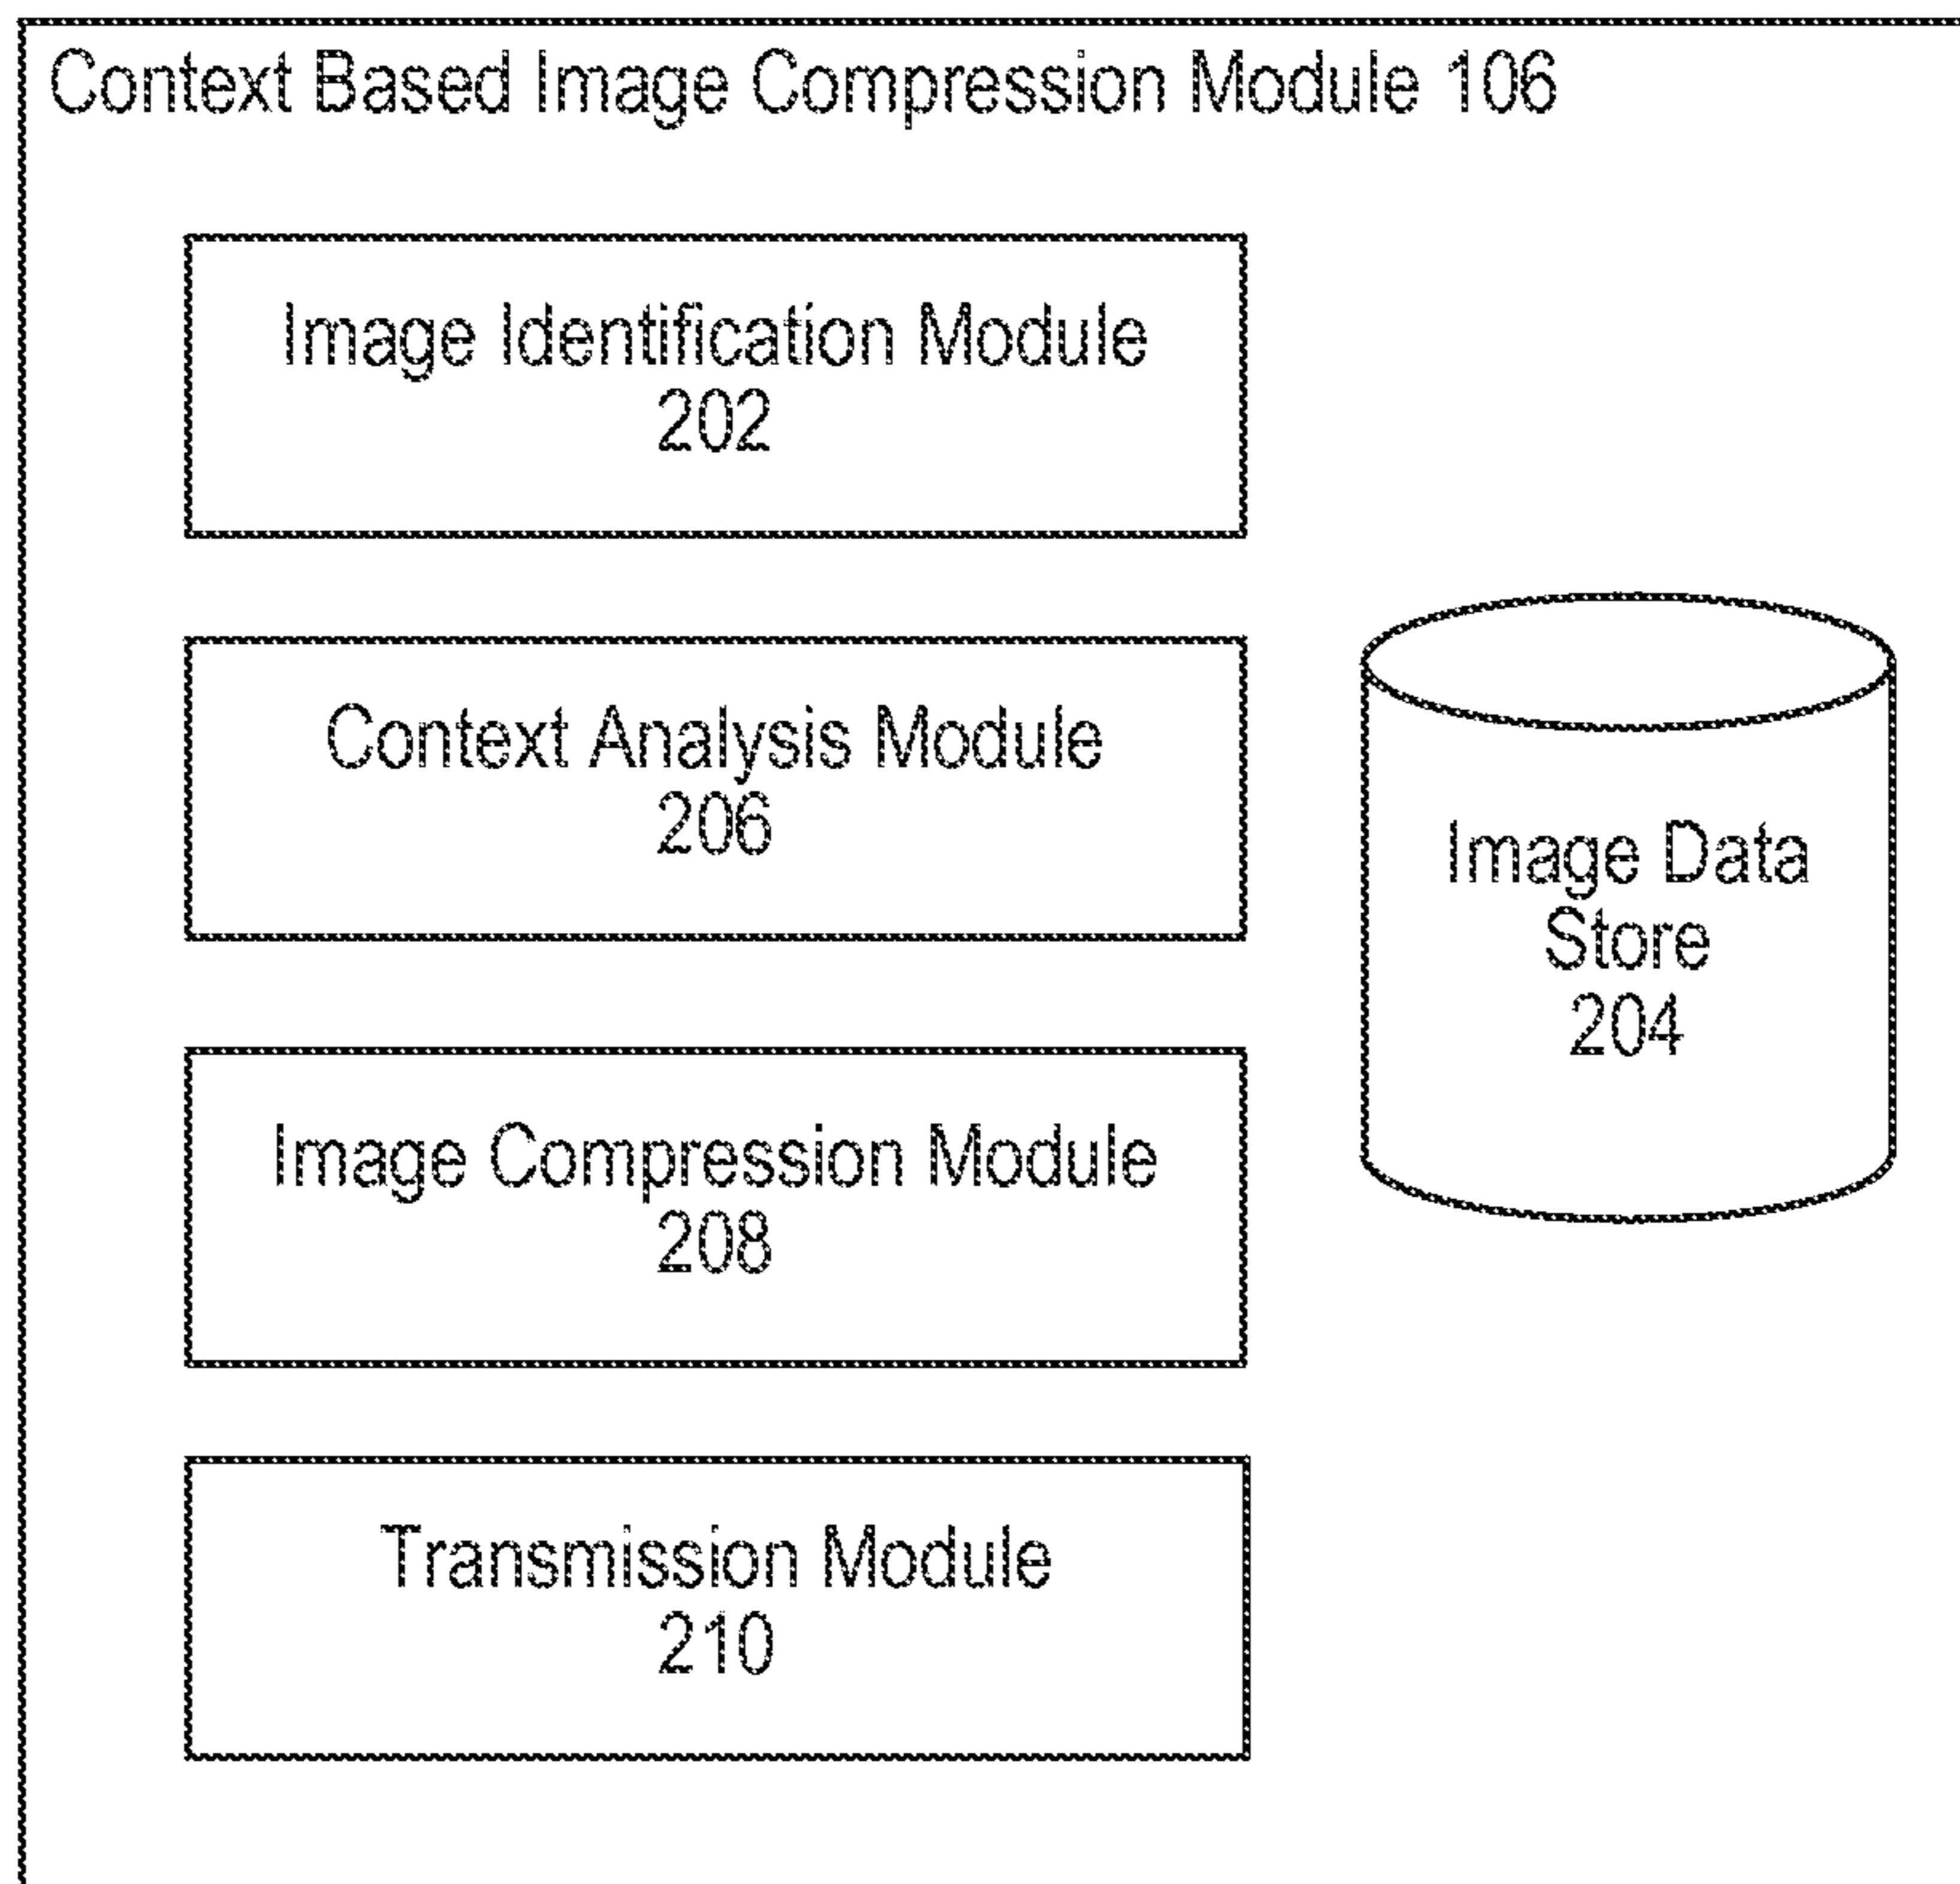 Context Based Image Compression Module 106
Image Identification Module
202
Context Analysis Module
206
Image Data
Store
204
Image Compression Module
208
Transmission Module
210